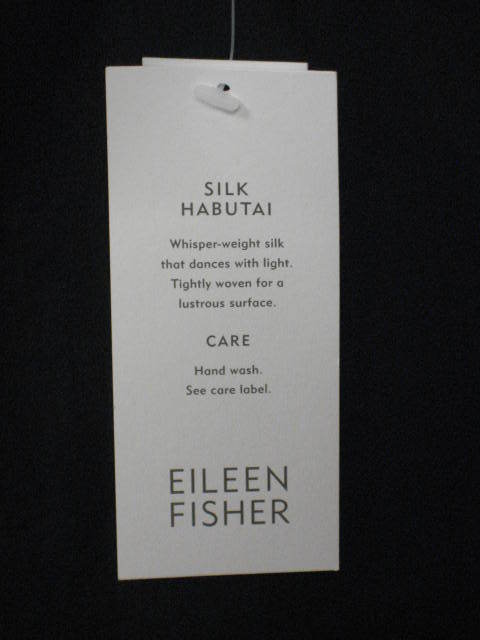 SILK
HABUTAI
Whisper-weight silk
that dances with light.
Tightly woven for a
lustrous surface.
CARE
Hand wash.
See care label.
EILEEN
FISHER